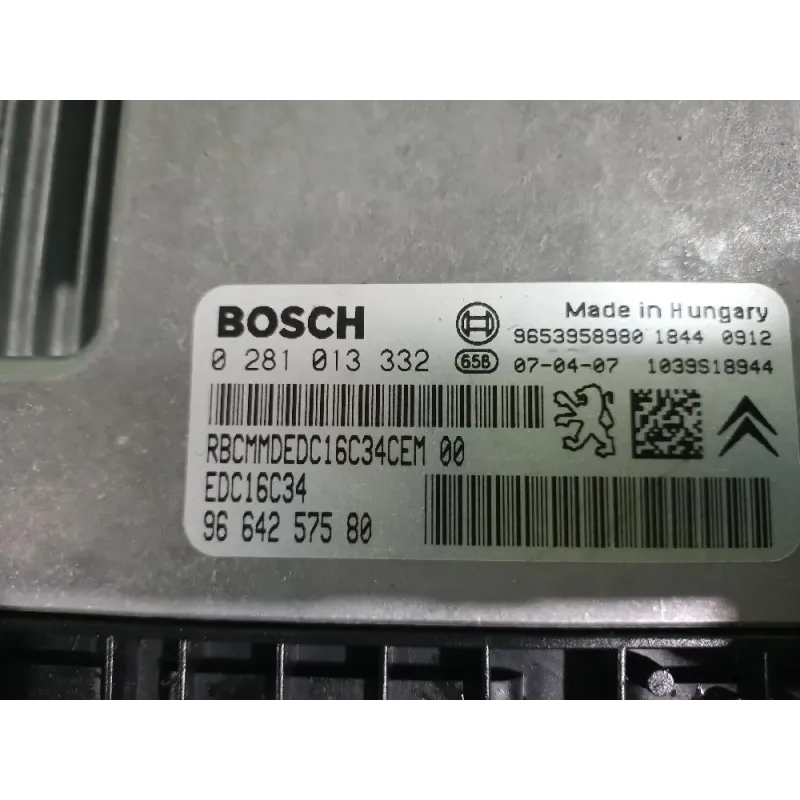 BOSCH
Made in Hungary
9653958980 1844 0912
0 281 013 332 65B 07-04-07 1039S18944
RBCMMDEDC16C34CEM 00
EDC16C34
96 642 575 80